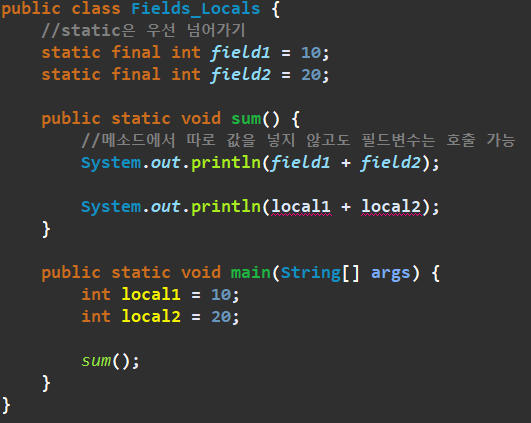 public class Fields_Locals {
//static은 우선 넘어가기
static final int field1 = 10;
static final int field2 = 20;
public static void sum() {
//메소드에서 따로 값을 넣지 않고도 필드변수는 호출 가능
System.out.println(field1 + field2);
System.out.println(local1 + local2);
}
public static void main(String[] args) {
int local1 = 10;
int local2 = 20;
sum();
}
}